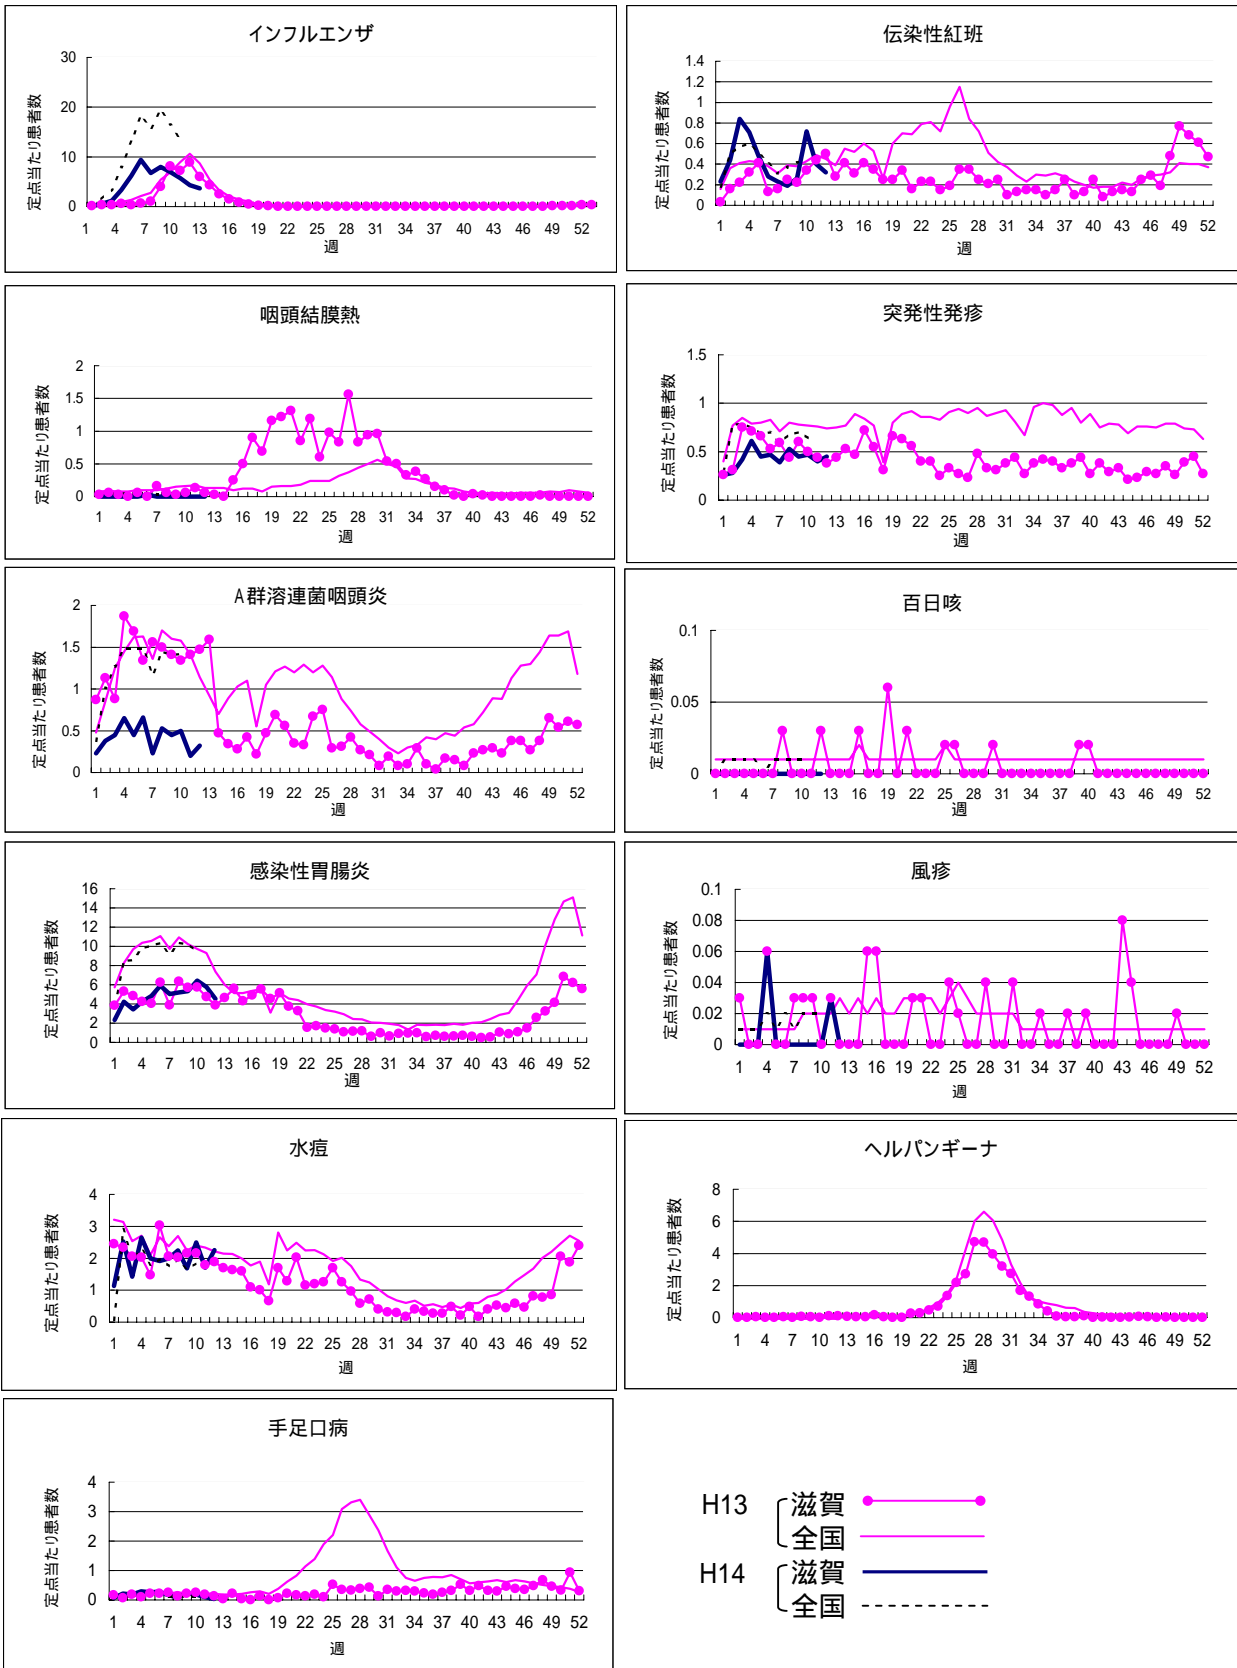 インフルエンザ
定点当たり患者数
30
20
10
0
1 4 7 10 13 16 19 22 25 28 31 34 37 40 43 46 49 52
週
伝染性紅斑
定点当たり患者数
1.4
1.2
1
0.8
0.6
0.4
0.2
0
1 4 7 10 13 16 19 22 25 28 31 34 37 40 43 46 49 52
週
咽頭結膜熱
定点当たり患者数
2
1.5
1
0.5
0
1 4 7 10 13 16 19 22 25 28 31 34 37 40 43 46 49 52
週
突発性発疹
定点当たり患者数
1.5
1
0.5
0
1 4 7 10 13 16 19 22 25 28 31 34 37 40 43 46 49 52
週
A群溶連菌咽頭炎
定点当たり患者数
2
1.5
1
0.5
0
1 4 7 10 13 16 19 22 25 28 31 34 37 40 43 46 49 52
週
百日咳
定点当たり患者数
0.1
0.05
0
1 4 7 10 13 16 19 22 25 28 31 34 37 40 43 46 49 52
週
感染性胃腸炎
定点当たり患者数
16
14
12
10
8
6
4
2
0
1 4 7 10 13 16 19 22 25 28 31 34 37 40 43 46 49 52
週
風疹
定点当たり患者数
0.1
0.08
0.06
0.04
0.02
0
1 4 7 10 13 16 19 22 25 28 31 34 37 40 43 46 49 52
週
水痘
定点当たり患者数
4
3
2
1
0
1 4 7 10 13 16 19 22 25 28 31 34 37 40 43 46 49 52
週
ヘルパンギーナ
定点当たり患者数
8
6
4
2
0
1 4 7 10 13 16 19 22 25 28 31 34 37 40 43 46 49 52
週
手足口病
定点当たり患者数
4
3
2
1
0
1 4 7 10 13 16 19 22 25 28 31 34 37 40 43 46 49 52
週
H13 滋賀
全国
H14 滋賀
全国